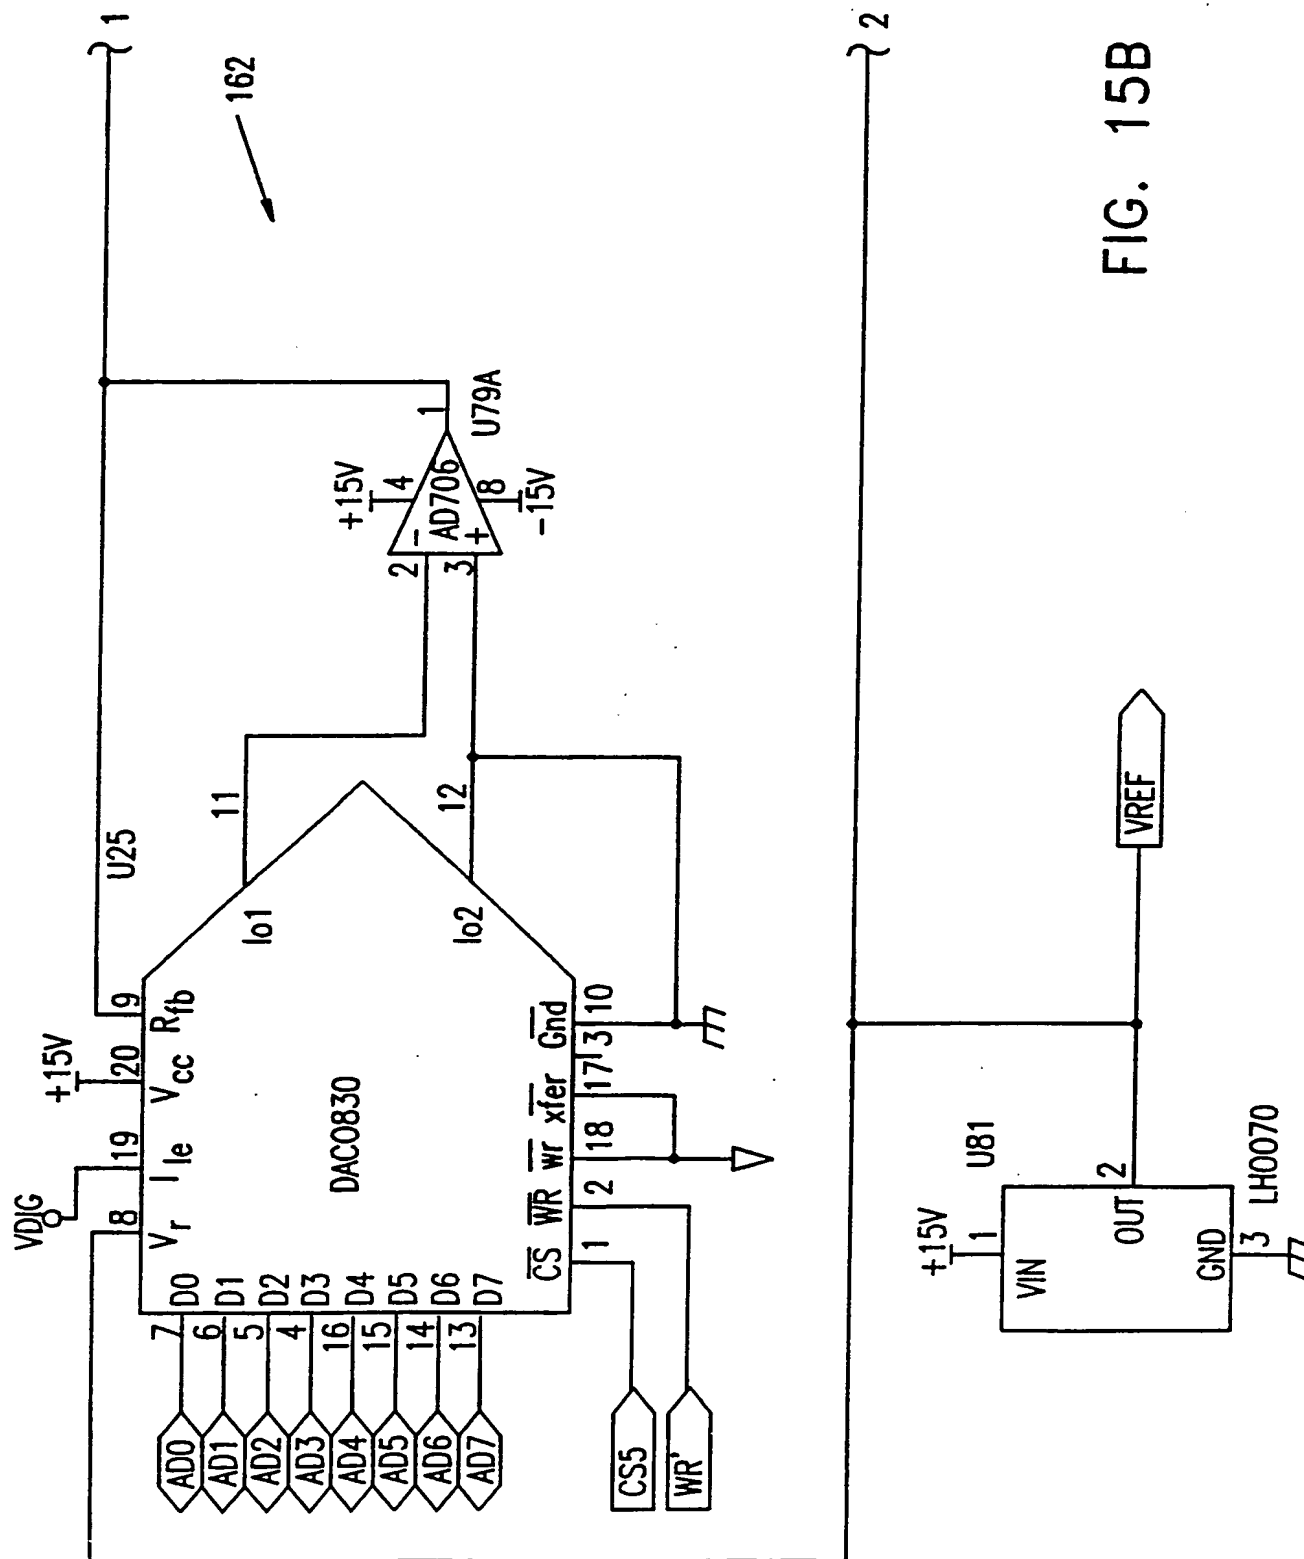 1
162
U25
+15V
VDIG
8
19
20
9
Vr
Ile
Vcc
Rfb
11
Io1
12
Io2
DAC0830
+15V
4
2
-
AD706
3
+
8
-15V
1
U79A
AD0 7 D0
AD1 6 D1
AD2 5 D2
AD3 4 D3
AD4 16 D4
AD5 15 D5
AD6 14 D6
AD7 13 D7
CS WR wr xfer Gnd
1 2 18 17 3 10
CS5
WR'
2
U81
+15V
1
VIN
OUT
2
GND
3
LH0070
VREF
FIG. 15B